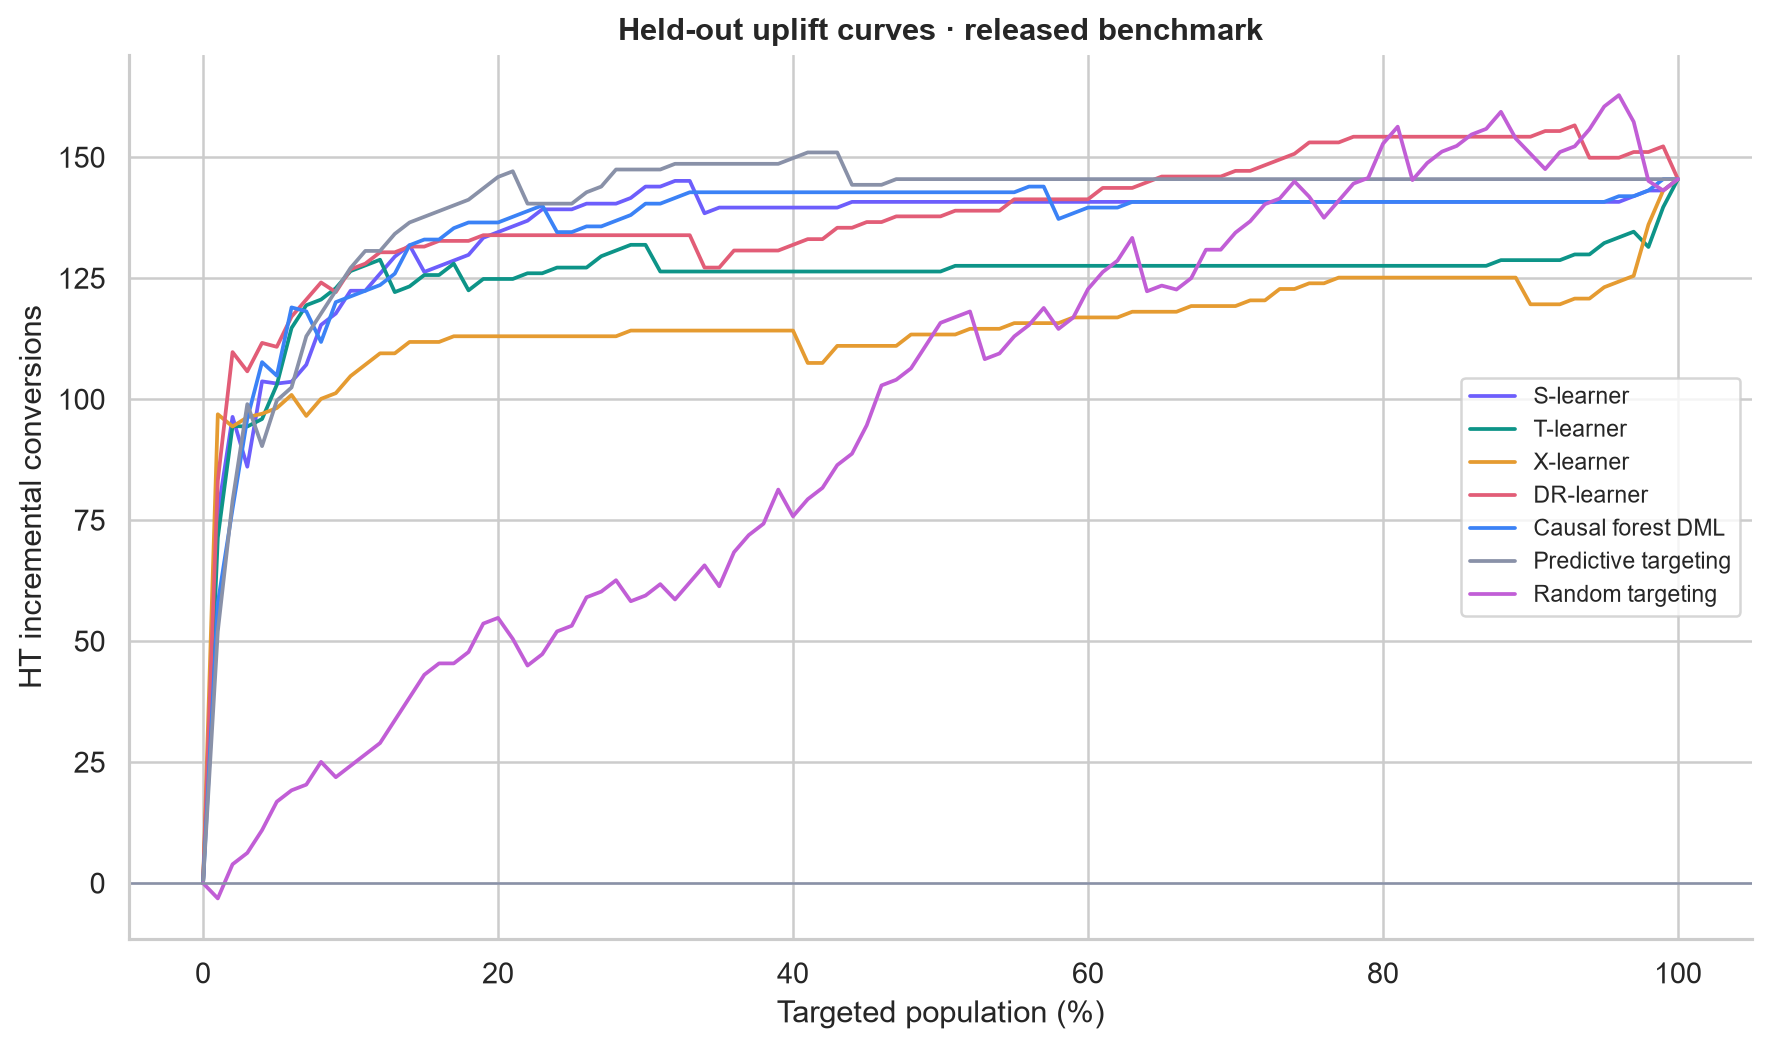 Held-out uplift curves · released benchmark
HT incremental conversions
150
125
100
75
50
25
0
S-learner
T-learner
X-learner
DR-learner
Causal forest DML
Predictive targeting
Random targeting
0 20 40 60 80 100
Targeted population (%)